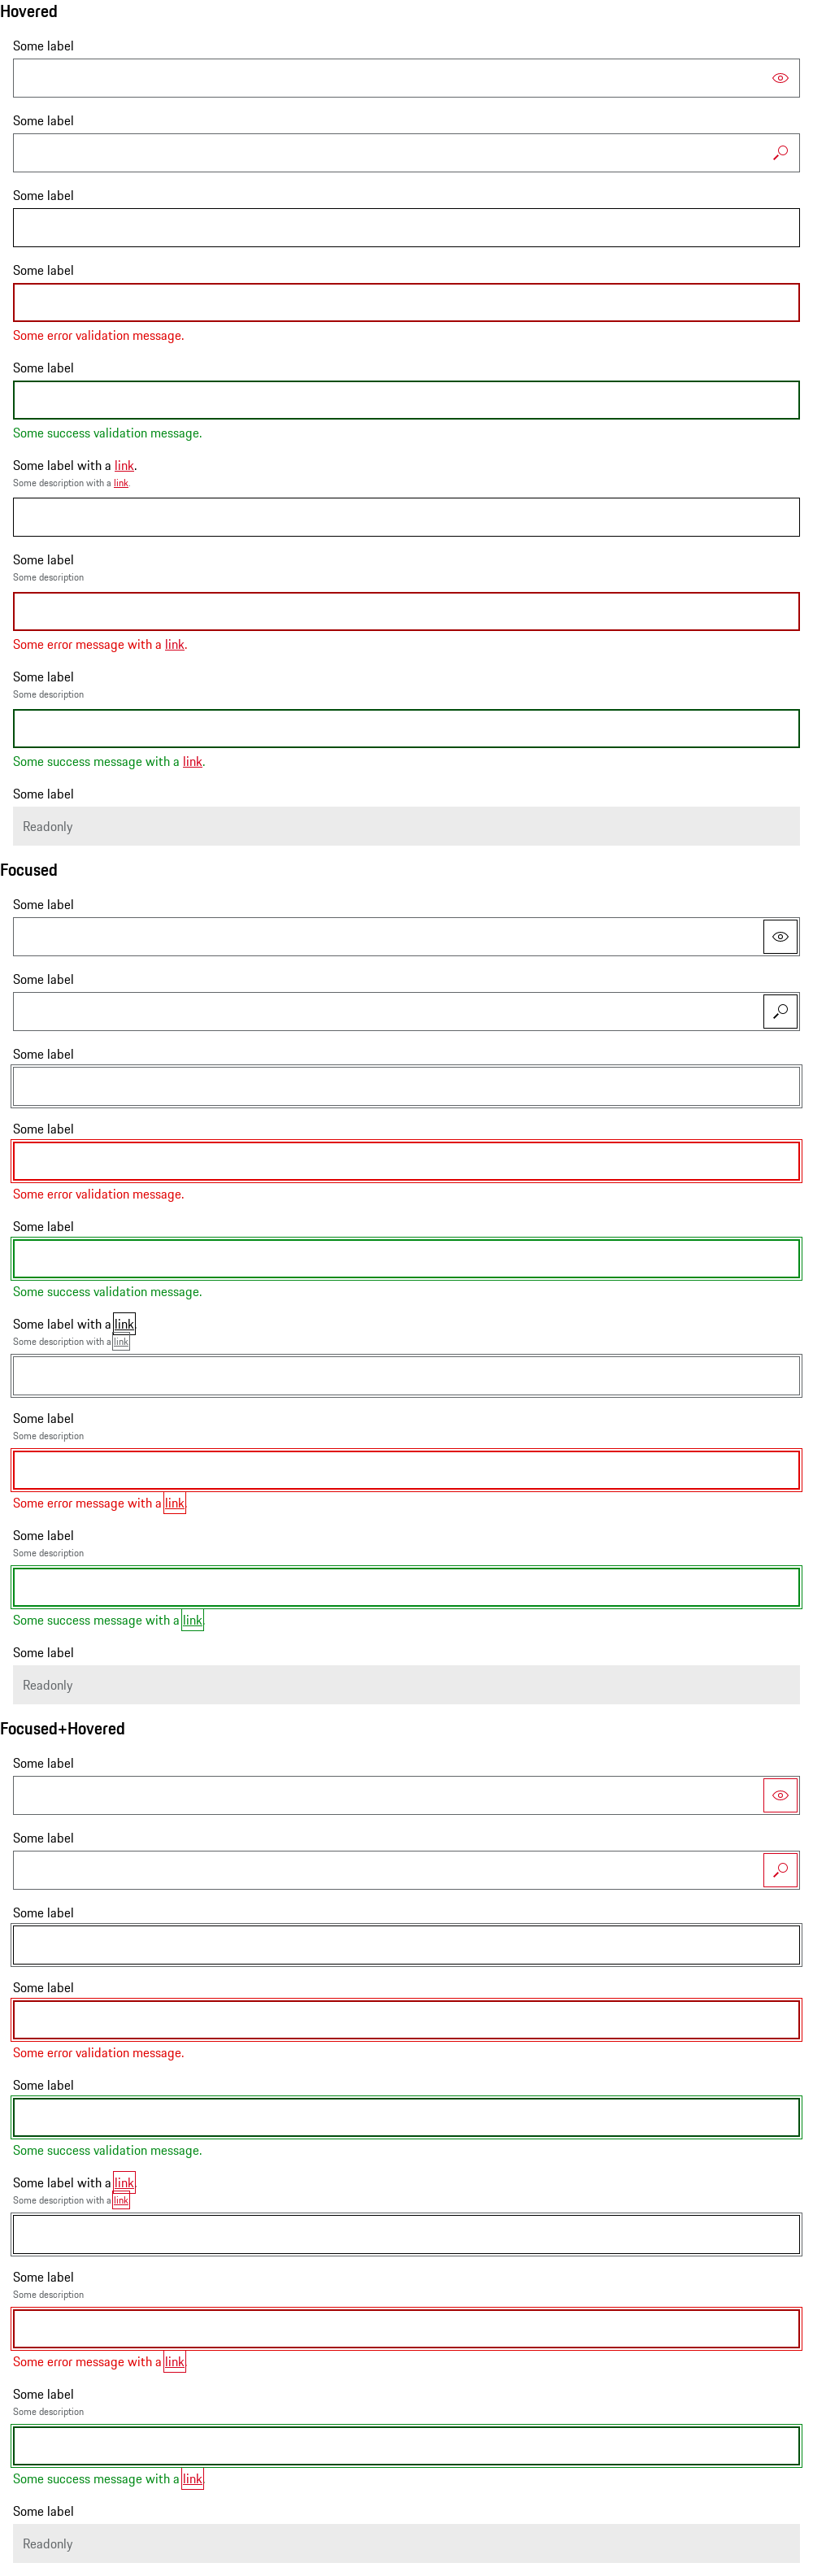 Hovered
Some label
Some label
Some label
Some label
Some error validation message.
Some label
Some success validation message.
Some label with a link.
Some description with a link.
Some label
Some description
Some error message with a link.
Some label
Some description
Some success message with a link.
Some label
Readonly
Focused
Some label
Some label
Some label
Some label
Some error validation message.
Some label
Some success validation message.
Some label with a link.
Some description with a link.
Some label
Some description
Some error message with a link.
Some label
Some description
Some success message with a link.
Some label
Readonly
Focused+Hovered
Some label
Some label
Some label
Some label
Some error validation message.
Some label
Some success validation message.
Some label with a link.
Some description with a link.
Some label
Some description
Some error message with a link.
Some label
Some description
Some success message with a link.
Some label
Readonly